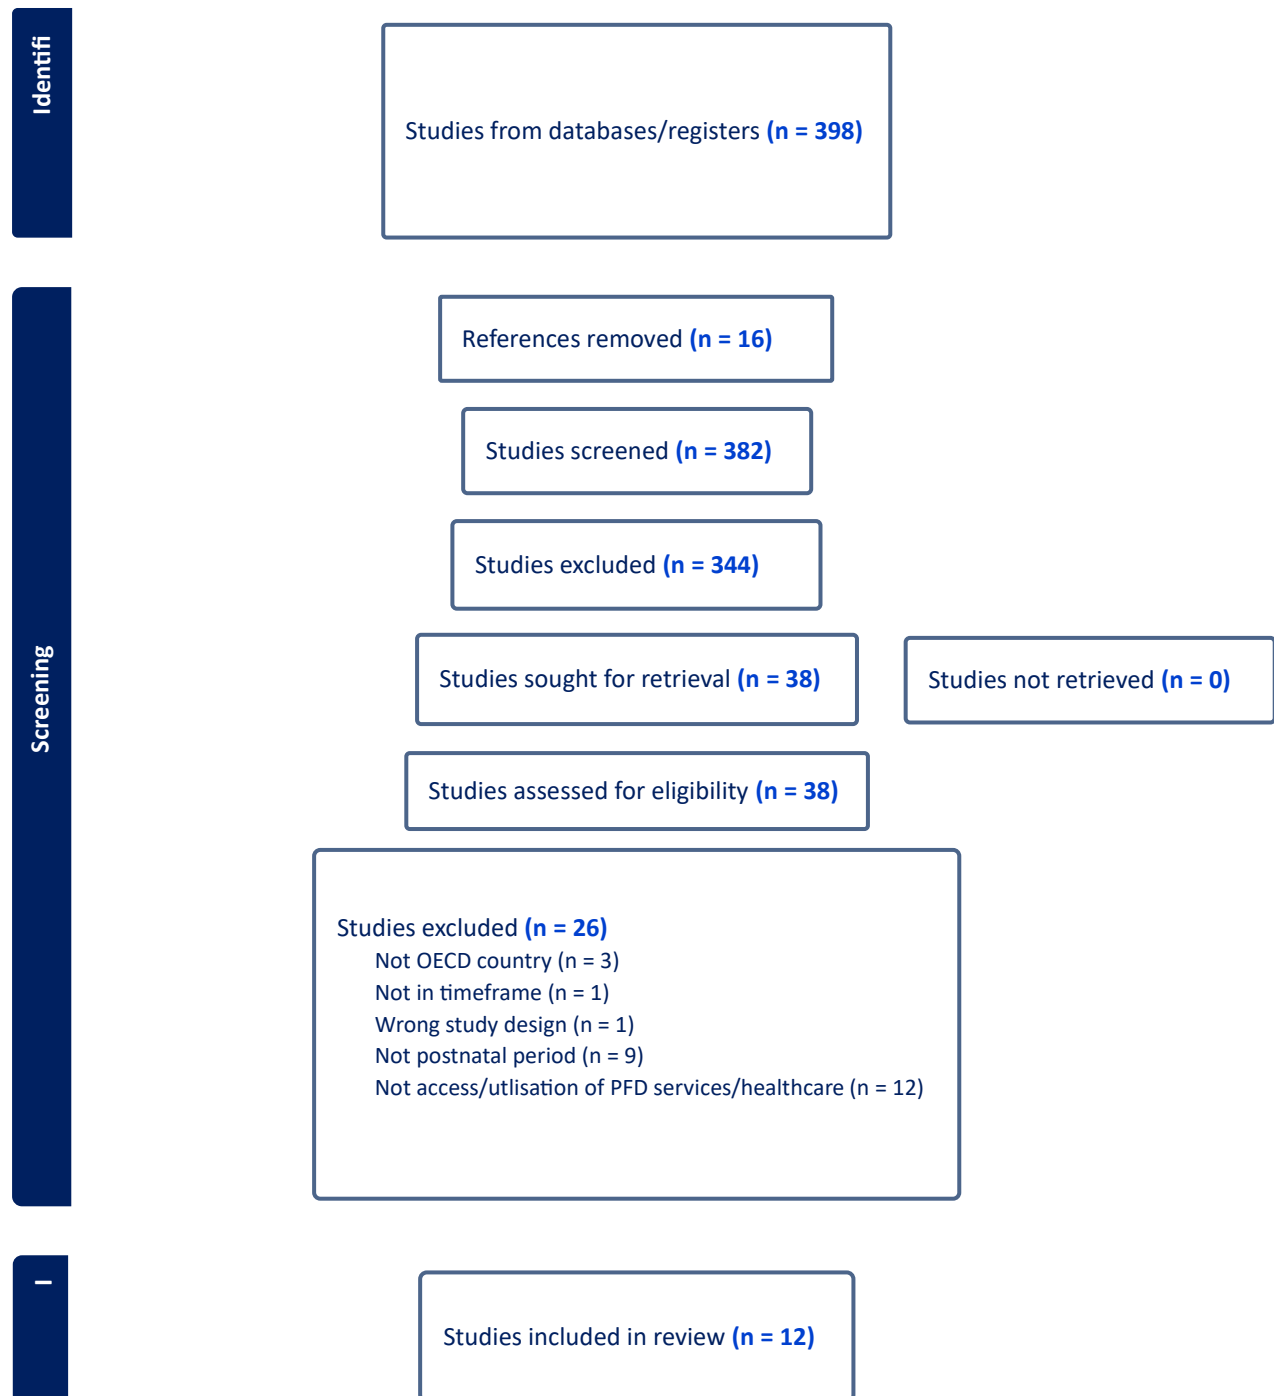 Identifi
Studies from databases/registers (n = 398)
References removed (n = 16)
Studies screened (n = 382)
Studies excluded (n = 344)
Studies sought for retrieval (n = 38)
Studies not retrieved (n = 0)
Screening
Studies assessed for eligibility (n = 38)
Studies excluded (n = 26)
Not OECD country (n = 3)
Not in timeframe (n = 1)
Wrong study design (n = 1)
Not postnatal period (n = 9)
Not access/utlisation of PFD services/healthcare (n = 12)
I
Studies included in review (n = 12)